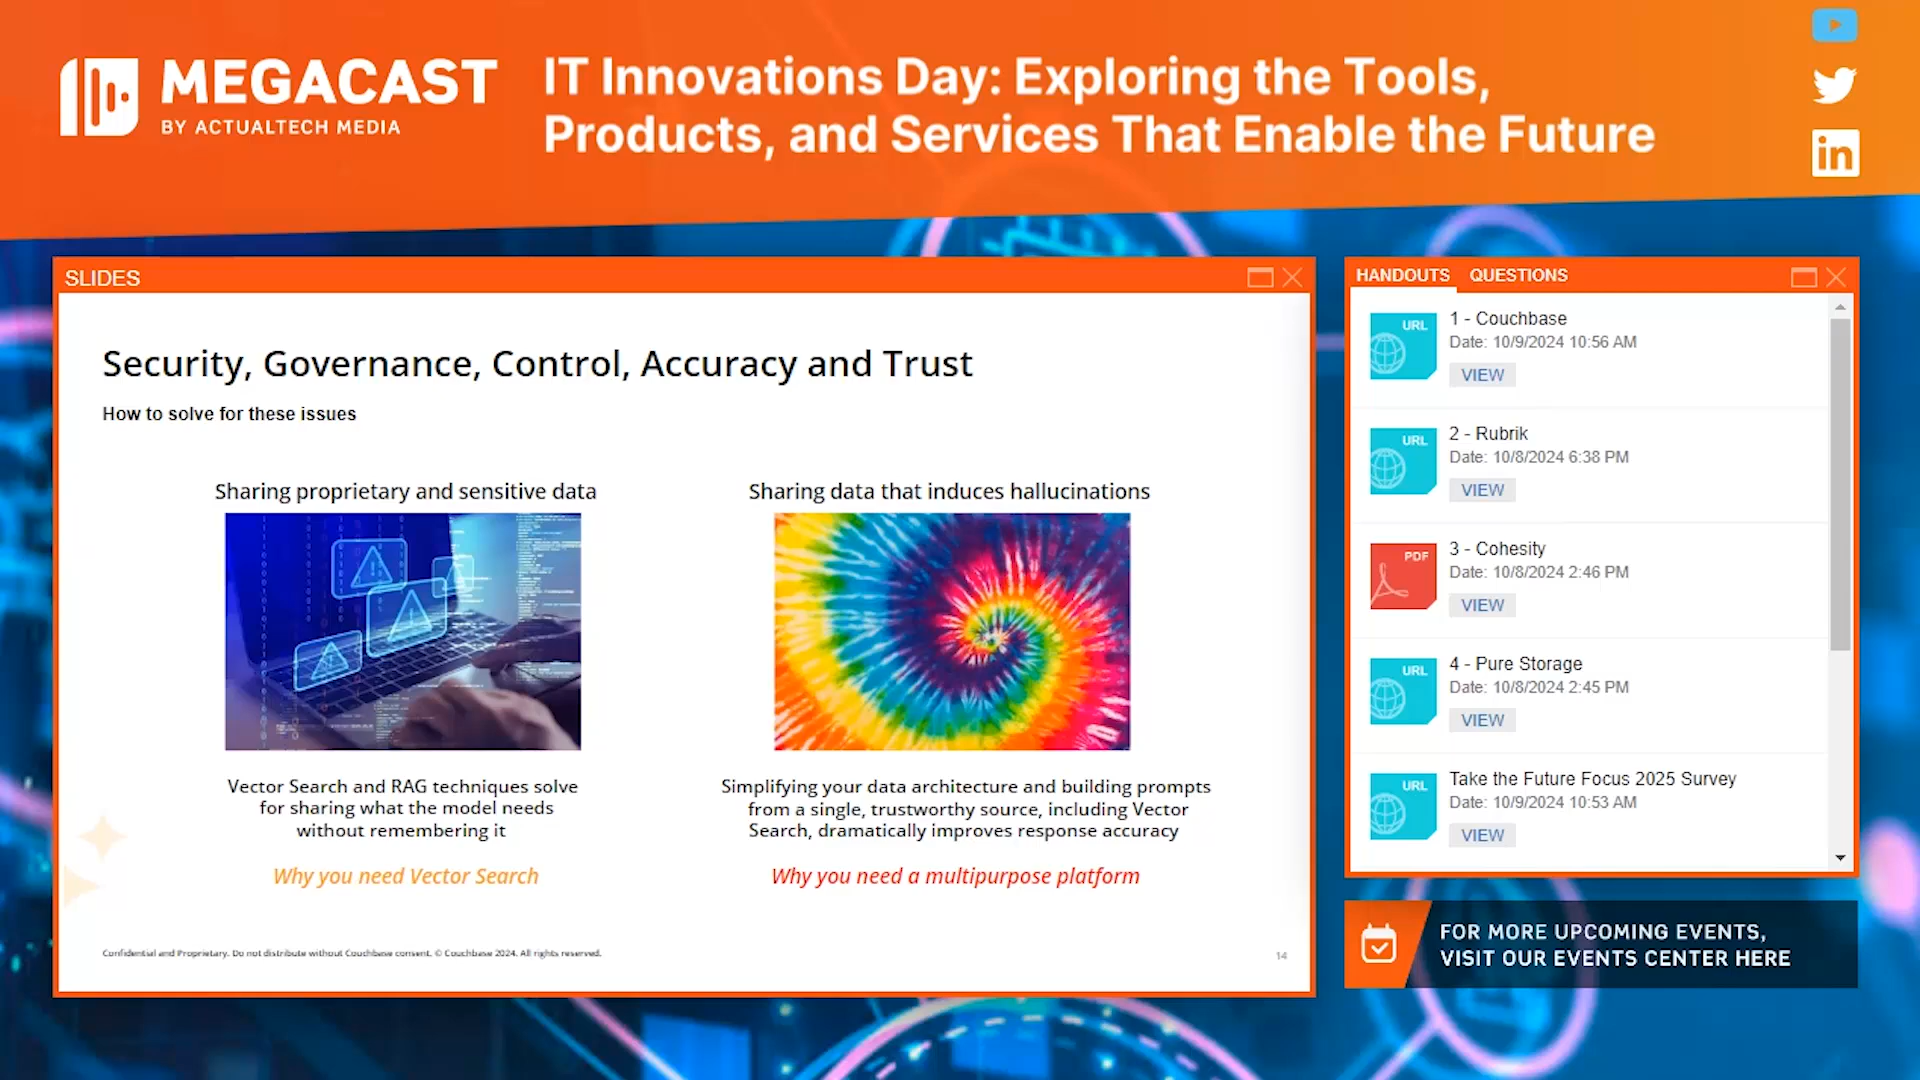 MEGACAST
BY ACTUALTECH MEDIA
IT Innovations Day: Exploring the Tools,
Products, and Services That Enable the Future
in
SLIDES
Security, Governance, Control, Accuracy and Trust
How to solve for these issues
Sharing proprietary and sensitive data
Vector Search and RAG techniques solve
for sharing what the model needs
without remembering it
Why you need Vector Search
Sharing data that induces hallucinations
Simplifying your data architecture and building prompts
from a single, trustworthy source, including Vector
Search, dramatically improves response accuracy
Why you need a multipurpose platform
Confidential and Proprietary. Do not distribute without Couchbase consent. © Couchbase 2024. All rights reserved.
14
HANDOUTS QUESTIONS
URL
1 - Couchbase
Date: 10/9/2024 10:56 AM
VIEW
URL
2 - Rubrik
Date: 10/8/2024 6:38 PM
VIEW
PDF
3 - Cohesity
Date: 10/8/2024 2:46 PM
VIEW
URL
4 - Pure Storage
Date: 10/8/2024 2:45 PM
VIEW
URL
Take the Future Focus 2025 Survey
Date: 10/9/2024 10:53 AM
VIEW
FOR MORE UPCOMING EVENTS,
VISIT OUR EVENTS CENTER HERE